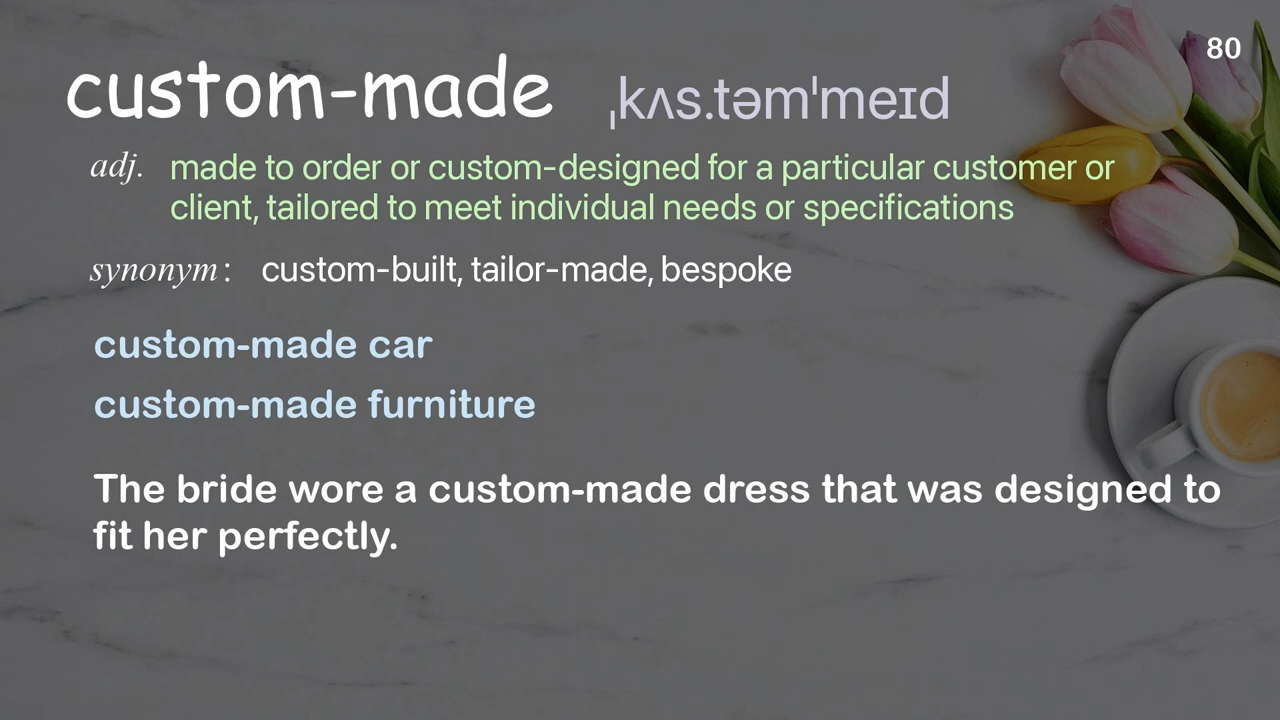 80
custom-made ˌkʌs.təmˈmeɪd
adj. made to order or custom-designed for a particular customer or
client, tailored to meet individual needs or specifications
synonym: custom-built, tailor-made, bespoke
custom-made car
custom-made furniture
The bride wore a custom-made dress that was designed to
fit her perfectly.